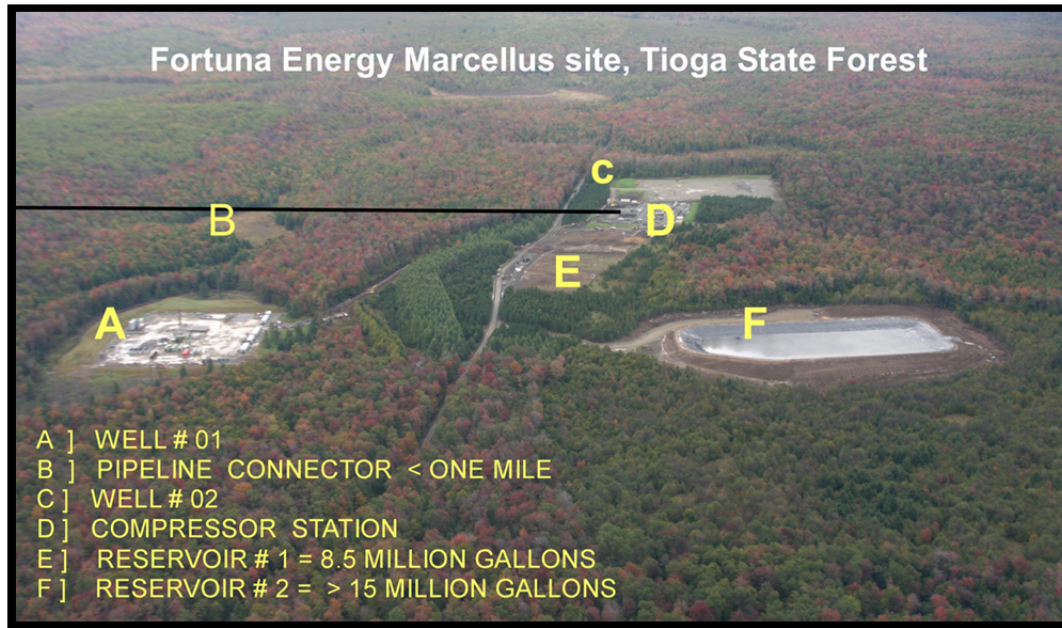 Fortuna Energy Marcellus site, Tioga State Forest
c
B
D
E
A
F
A ] WELL # 01
B ] PIPELINE CONNECTOR < ONE MILE
C ] WELL # 02
D ] COMPRESSOR STATION
E ] RESERVOIR # 1 = 8.5 MILLION GALLONS
F ] RESERVOIR # 2 = > 15 MILLION GALLONS